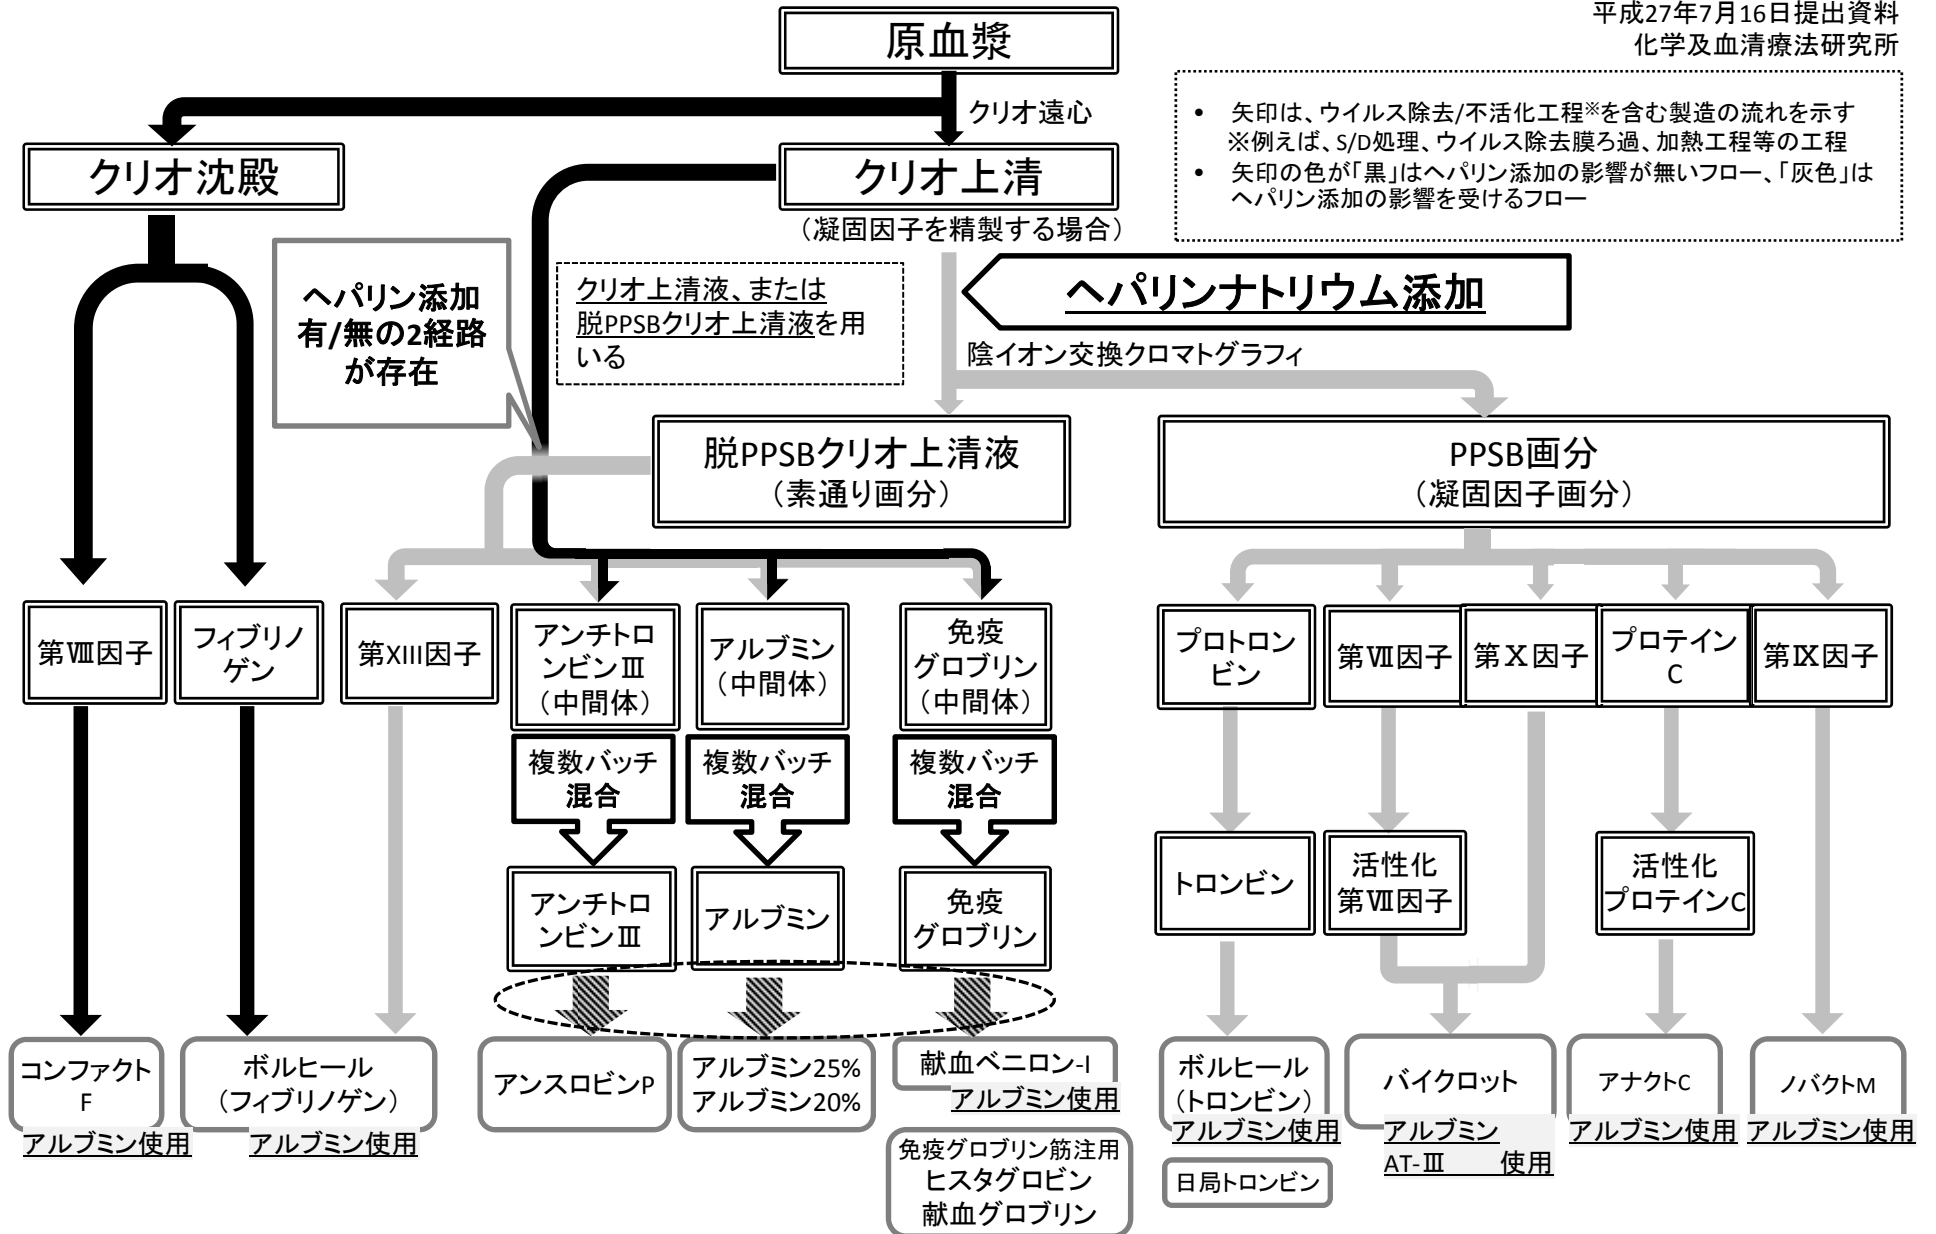 平成27年7月16日提出資料
化学及血清療法研究所
原血漿
クリオ遠心
• 矢印は、ウイルス除去/不活化工程※を含む製造の流れを示す
※例えば、S/D処理、ウイルス除去膜ろ過、加熱工程等の工程
• 矢印の色が「黒」はヘパリン添加の影響が無いフロー、「灰色」は
ヘパリン添加の影響を受けるフロー
クリオ沈殿
クリオ上清
（凝固因子を精製する場合）
ヘパリン添加
有/無の2経路
が存在
クリオ上清液、または
脱PPSBクリオ上清液を用
いる
ヘパリンナトリウム添加
陰イオン交換クロマトグラフィ
脱PPSBクリオ上清液
（素通り画分）
PPSB画分
（凝固因子画分）
第Ⅷ因子
フィブリノ
ゲン
第XIII因子
アンチトロ
ンビンⅢ
（中間体）
アルブミン
（中間体）
免疫
グロブリン
（中間体）
プロトロン
ビン
第Ⅶ因子
第Ⅹ因子
プロテイン
C
第Ⅸ因子
複数バッチ
混合
複数バッチ
混合
複数バッチ
混合
アンチトロ
ンビンⅢ
アルブミン
免疫
グロブリン
トロンビン
活性化
第Ⅶ因子
活性化
プロテインC
コンファクト
F
アルブミン使用
ボルヒール
（フィブリノゲン）
アルブミン使用
アンスロビンP
アルブミン25%
アルブミン20%
献血ベニロン-I
アルブミン使用
免疫グロブリン筋注用
ヒスタグロビン
献血グロブリン
ボルヒール
（トロンビン）
アルブミン使用
日局トロンビン
バイクロット
アルブミン
AT-Ⅲ 使用
アナクトC
アルブミン使用
ノバクトM
アルブミン使用